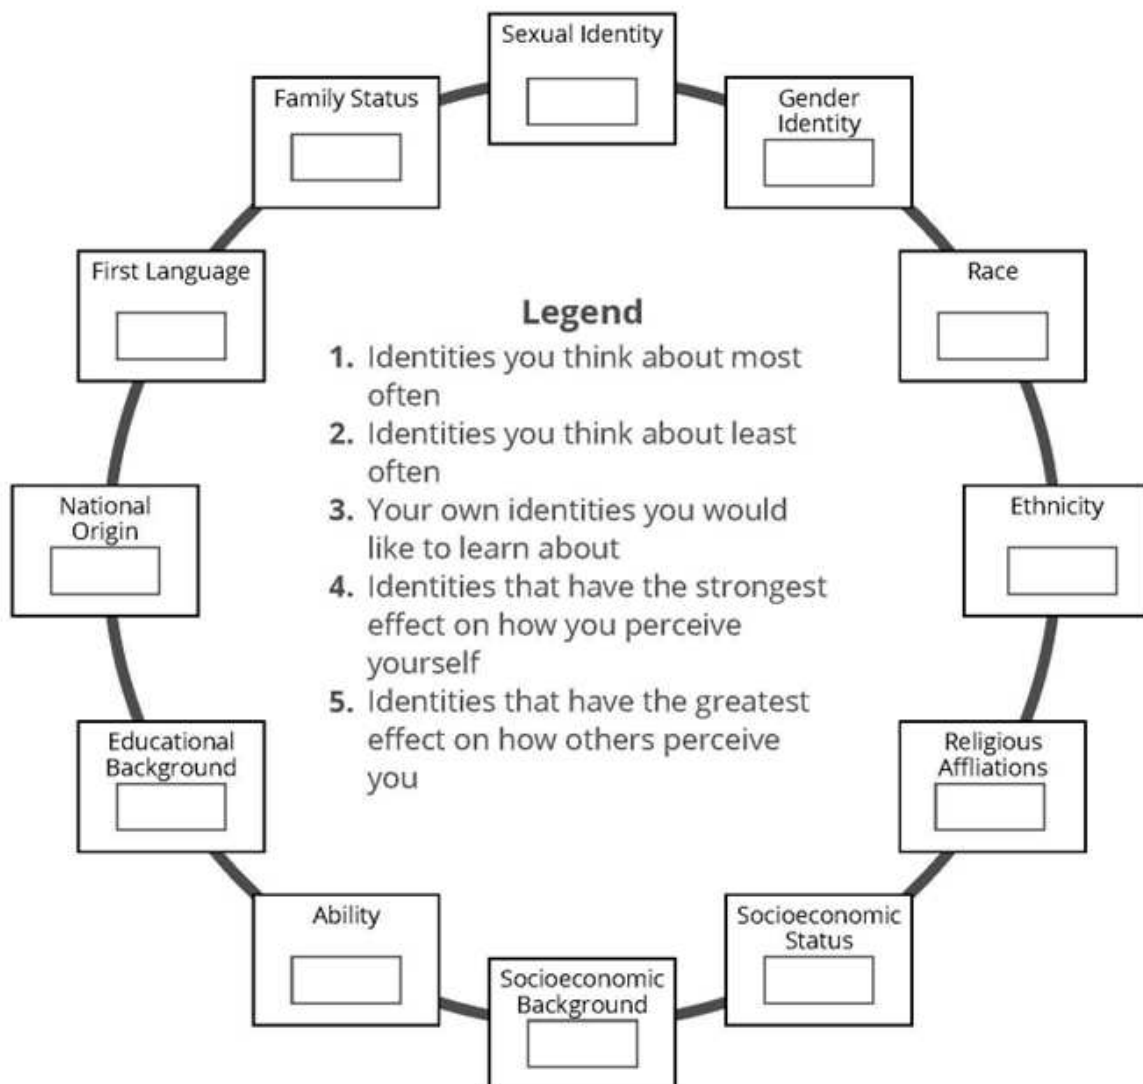 Sexual Identity
Family Status
Gender
Identity
First Language
Race
Legend
1. Identities you think about most
often
2. Identities you think about least
often
3. Your own identities you would
like to learn about
4. Identities that have the strongest
effect on how you perceive
yourself
5. Identities that have the greatest
effect on how others perceive
you
National
Origin
Ethnicity
Educational
Background
Religious
Affliations
Ability
Socioeconomic
Status
Socioeconomic
Background